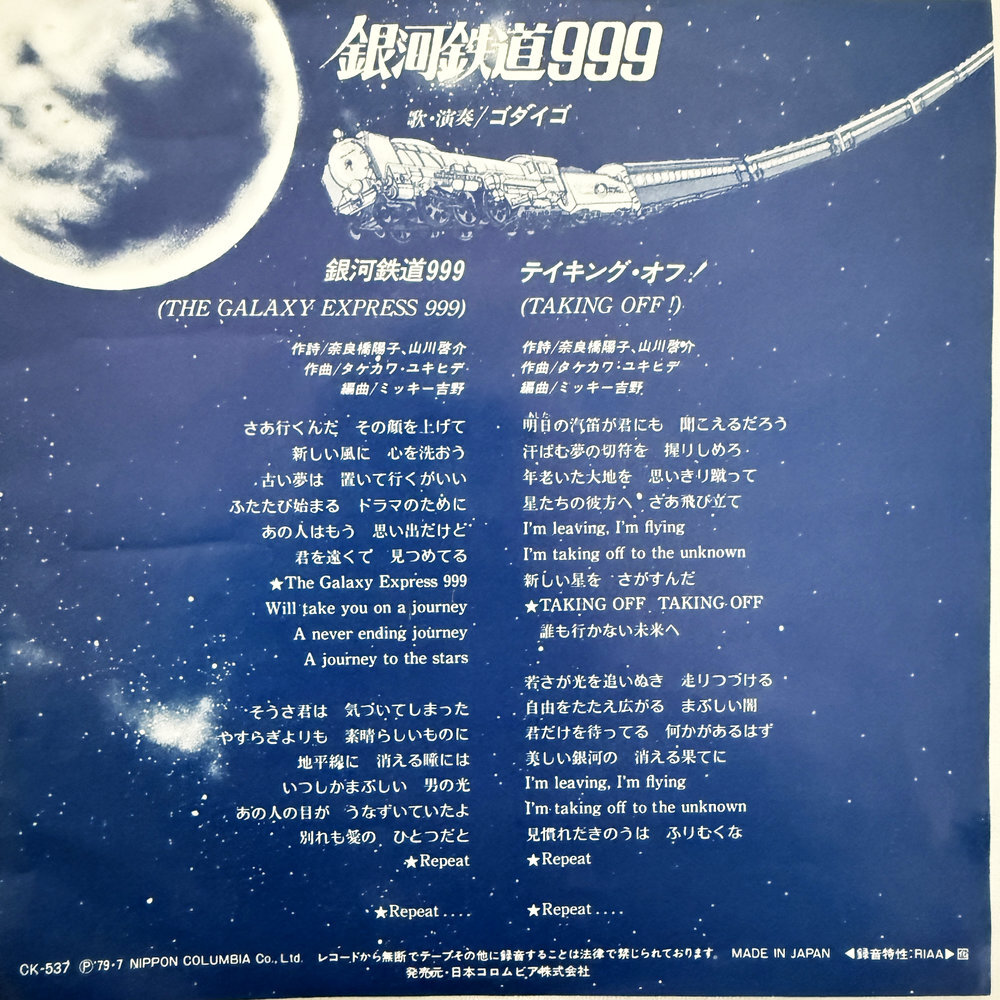 銀河鉄道999
歌・演奏/ゴダイゴ
銀河鉄道999
(THE GALAXY EXPRESS 999)
作詩/奈良橋陽子、山川啓介
作曲/タケカワ・ユキヒデ
編曲/ミッキー吉野
さあ行くんだ　その顔を上げて
新しい風に　心を洗おう
古い夢は　置いて行くがいい
ふたたび始まる　ドラマのために
あの人はもう　思い出だけど
君を遠くで　見つめてる
★The Galaxy Express 999
Will take you on a journey
A never ending journey
A journey to the stars
そうさ君は　気づいてしまった
やすらぎよりも　素晴らしいものに
地平線に　消える瞳には
いつしかまぶしい　男の光
あの人の目が　うなずいていたよ
別れも愛の　ひとつだと
★Repeat
★Repeat....
テイキング・オフ!
(TAKING OFF!)
作詩/奈良橋陽子、山川啓介
作曲/タケカワ・ユキヒデ
編曲/ミッキー吉野
あした
明日の汽笛が君にも　聞こえるだろう
汗ばむ夢の切符を　握りしめろ
年老いた大地を　思いきり蹴って
星たちの彼方へ　さあ飛び立て
I'm leaving, I'm flying
I'm taking off to the unknown
新しい星を　さがすんだ
★TAKING OFF　TAKING OFF
誰も行かない未来へ
若さが光を追いぬき　走りつづける
自由をたたえ広がる　まぶしい闇
君だけを待ってる　何かがあるはず
美しい銀河の　消える果てに
I'm leaving, I'm flying
I'm taking off to the unknown
見慣れたきのうは　ふりむくな
★Repeat
★Repeat....
CK-537 Ⓟ'79・7 NIPPON COLUMBIA Co., Ltd.　レコードから無断でテープその他に録音することは法律で禁じられております。　MADE IN JAPAN　◀録音特性:RIAA▶
発売元・日本コロムビア株式会社